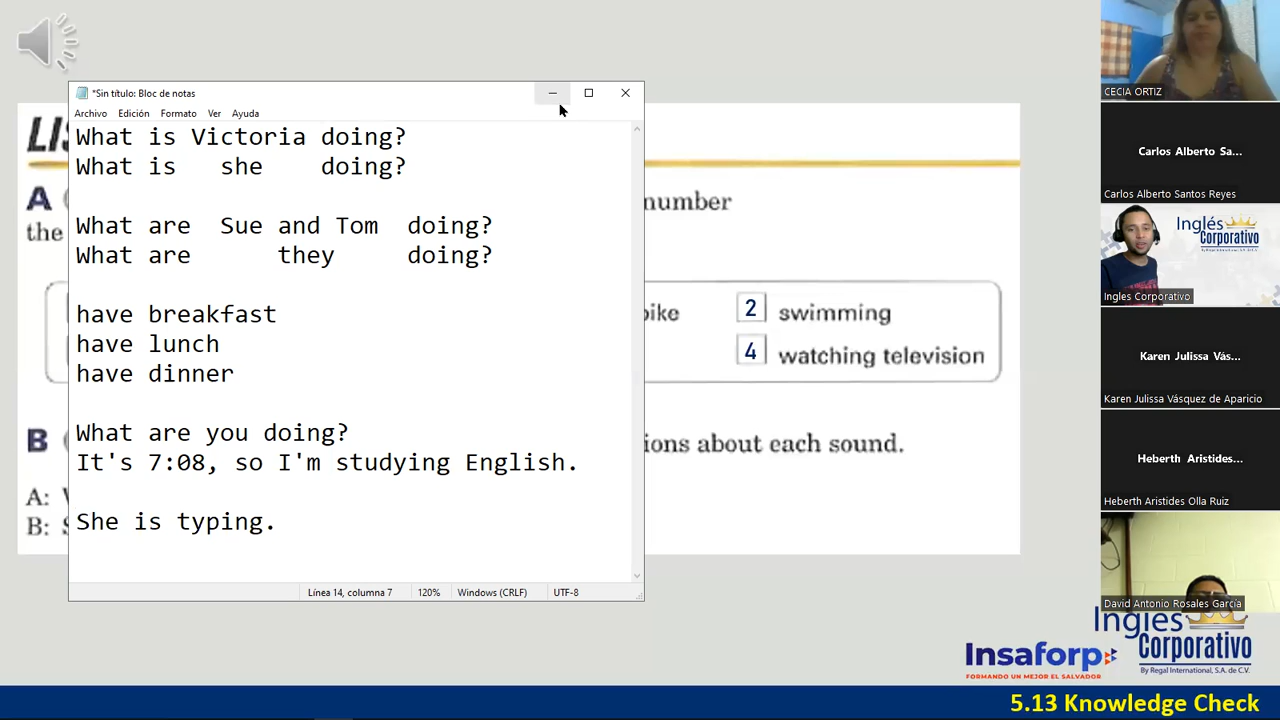 *Sin título: Bloc de notas
Archivo Edición Formato Ver Ayuda
What is Victoria doing?
What is she doing?
What are Sue and Tom doing?
What are they doing?
have breakfast
have lunch
have dinner
What are you doing?
It's 7:08, so I'm studying English.
She is typing.
Línea 14, columna 7 120% Windows (CRLF) UTF-8
A
number
the
2 swimming
4 watching television
B
each sound.
A:
B:
CECIA ORTIZ
Carlos Alberto Sa...
Carlos Alberto Santos Reyes
Inglés
Corporativo
Ingles Corporativo
Karen Julissa Vás...
Karen Julissa Vásquez de Aparicio
Heberth Aristides...
Heberth Aristides Olla Ruiz
David Antonio Rosales García
Insaforp
FORMANDO UN MEJOR EL SALVADOR
Inglés
Corporativo
By Regal International, S.A. de C.V.
5.13 Knowledge Check